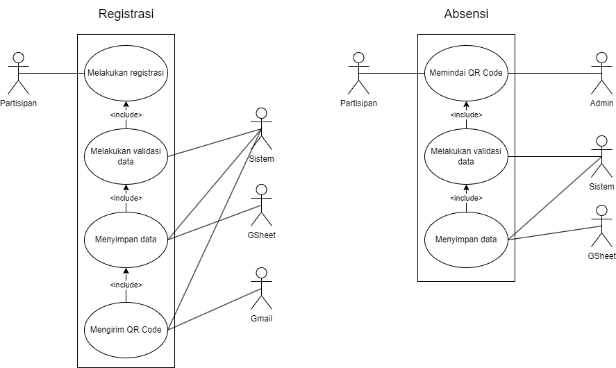 Registrasi
Partisipan
Melakukan registrasi
<include>
Melakukan validasi
data
<include>
Menyimpan data
<include>
Mengirim QR Code
Sistem
GSheet
Gmail
Absensi
Partisipan
Memindai QR Code
<include>
Melakukan validasi
data
<include>
Menyimpan data
Admin
Sistem
GSheet